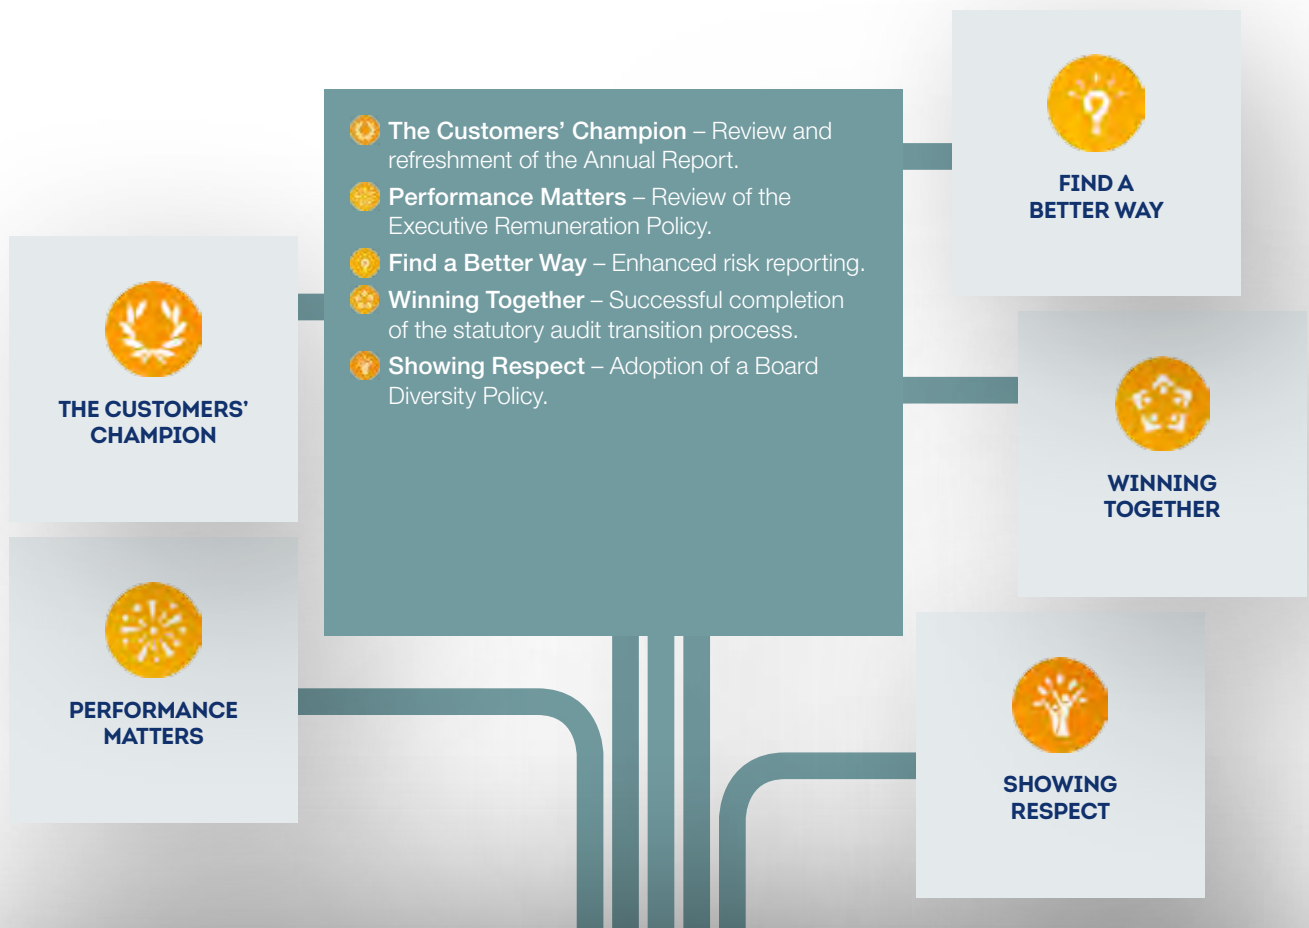 The Customers’ Champion – Review and
refreshment of the Annual Report.
Performance Matters – Review of the
Executive Remuneration Policy.
Find a Better Way – Enhanced risk reporting.
Winning Together – Successful completion
of the statutory audit transition process.
Showing Respect – Adoption of a Board
Diversity Policy.
THE CUSTOMERS’
CHAMPION
PERFORMANCE
MATTERS
FIND A
BETTER WAY
WINNING
TOGETHER
SHOWING
RESPECT